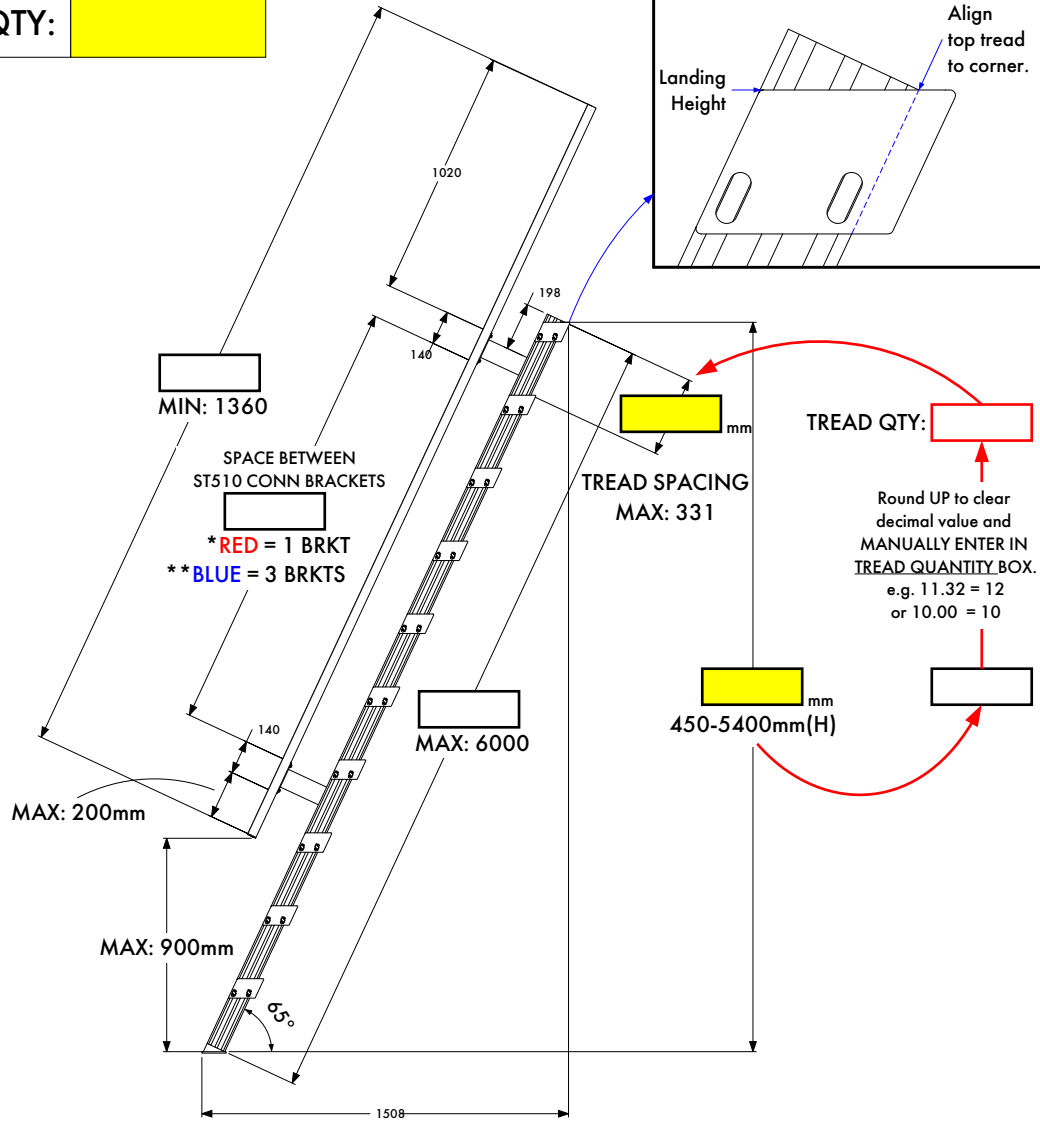 QTY:
Align
top tread
to corner.
Landing
Height
1020
198
140
MIN: 1360
mm
TREAD QTY:
SPACE BETWEEN
ST510 CONN BRACKETS
TREAD SPACING
MAX: 331
*RED = 1 BRKT
**BLUE = 3 BRKTS
Round UP to clear
decimal value and
MANUALLY ENTER IN
TREAD QUANTITY BOX.
e.g. 11.32 = 12
or 10.00 = 10
mm
450-5400mm(H)
MAX: 6000
140
MAX: 200mm
MAX: 900mm
65°
1508